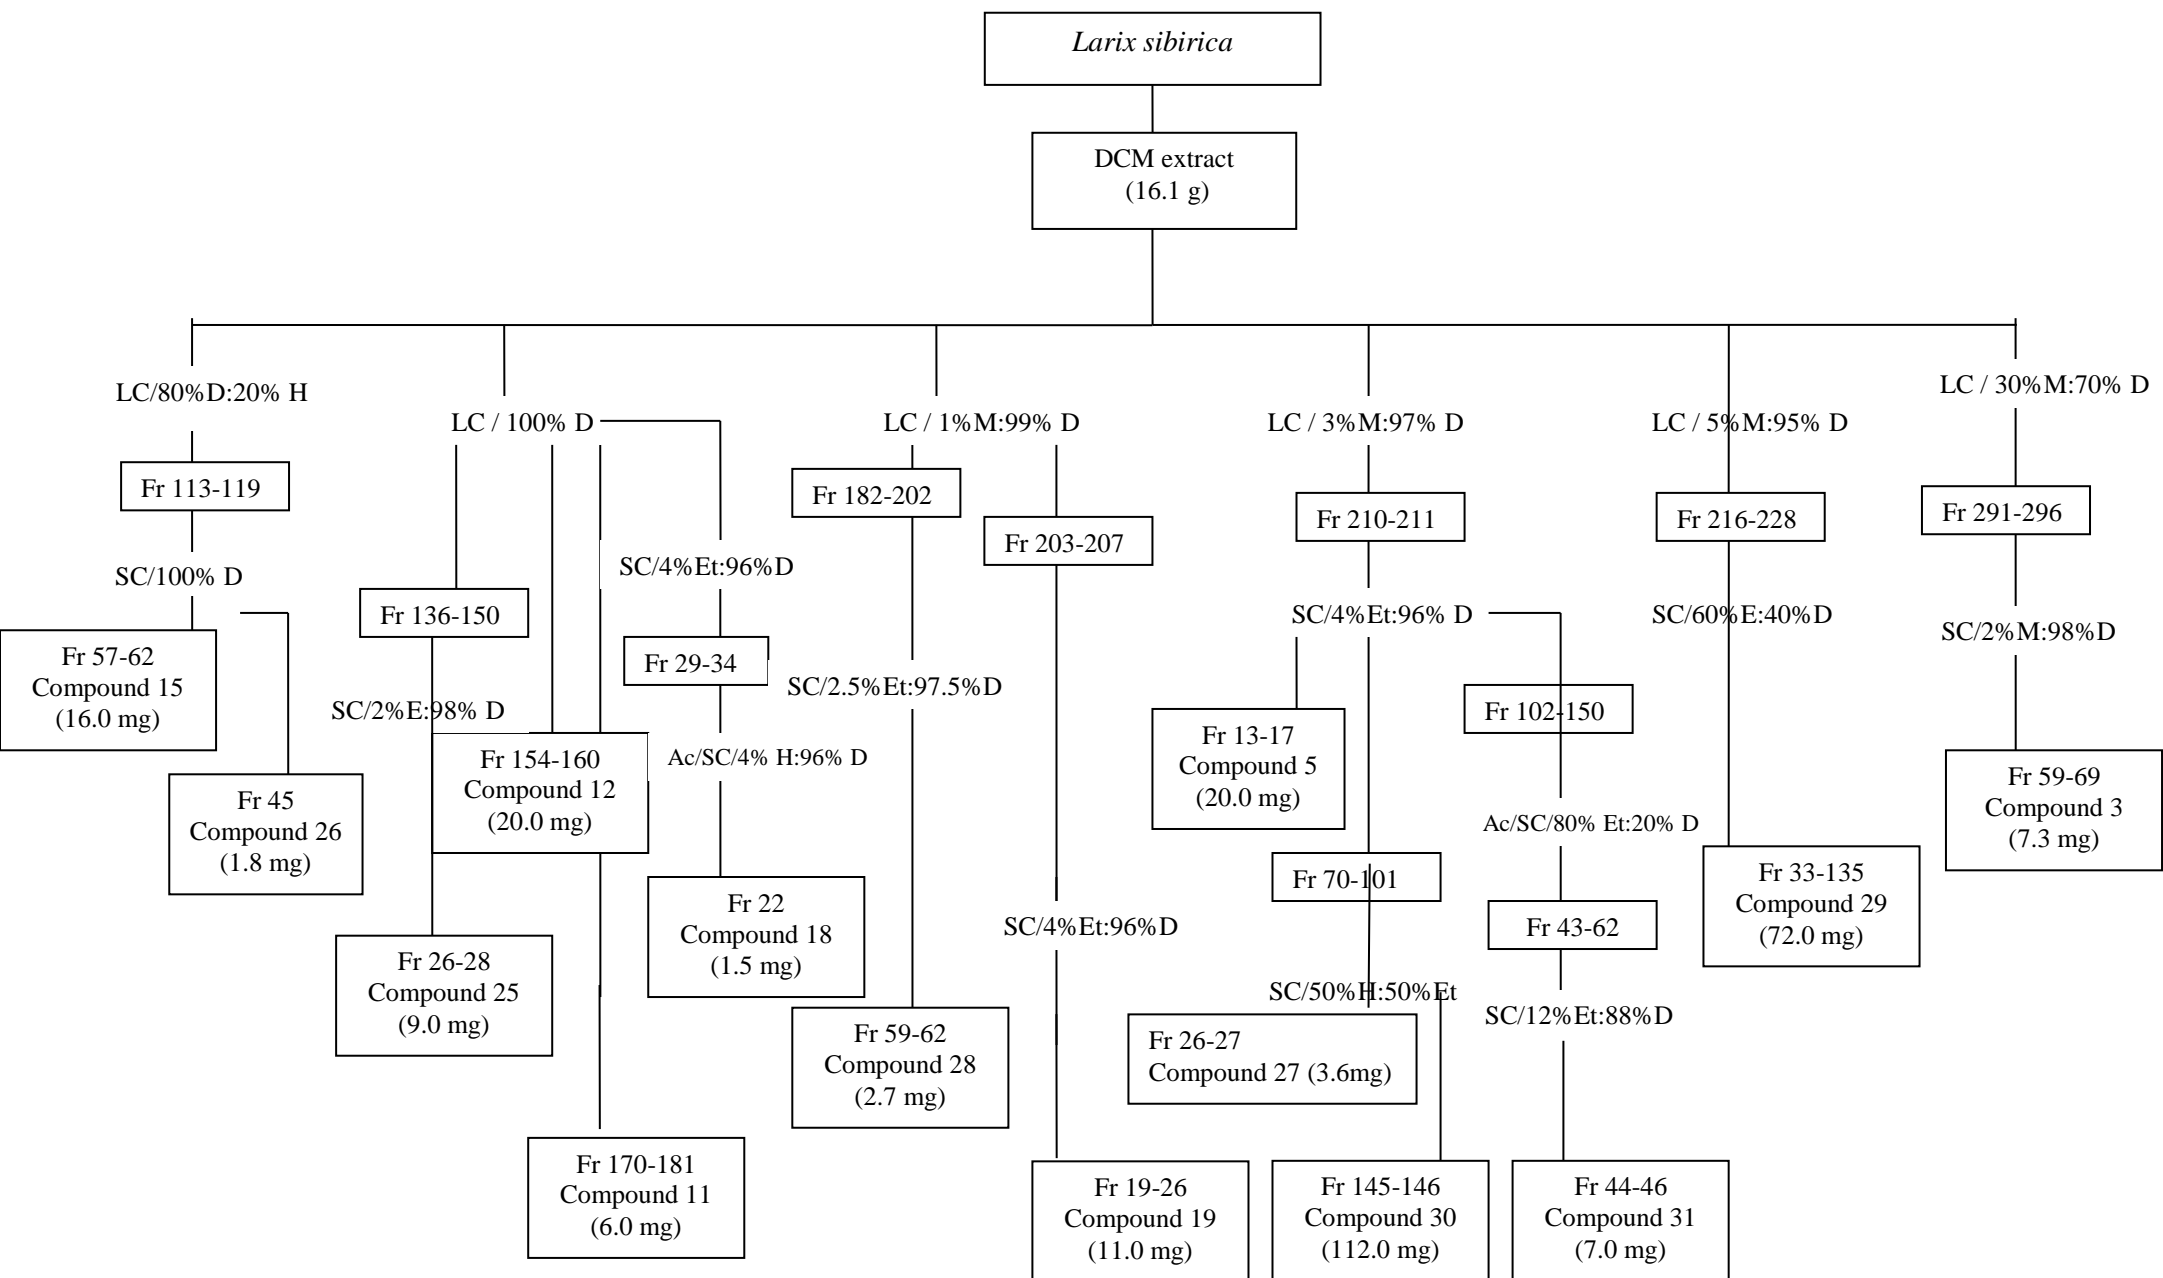 Larix sibirica
DCM extract
(16.1 g)
LC/80%D:20% H
Fr 113-119
SC/100% D
Fr 57-62
Compound 15
(16.0 mg)
Fr 45
Compound 26
(1.8 mg)
LC / 100% D
Fr 136-150
SC/2%E:98% D
Fr 26-28
Compound 25
(9.0 mg)
Fr 154-160
Compound 12
(20.0 mg)
Fr 170-181
Compound 11
(6.0 mg)
SC/4%Et:96%D
Fr 29-34
Ac/SC/4% H:96% D
Fr 22
Compound 18
(1.5 mg)
LC / 1%M:99% D
Fr 182-202
SC/2.5%Et:97.5%D
Fr 59-62
Compound 28
(2.7 mg)
Fr 203-207
SC/4%Et:96%D
Fr 19-26
Compound 19
(11.0 mg)
LC / 3%M:97% D
Fr 210-211
SC/4%Et:96% D
Fr 13-17
Compound 5
(20.0 mg)
Fr 70-101
SC/50%H:50%Et
Fr 26-27
Compound 27 (3.6mg)
Fr 145-146
Compound 30
(112.0 mg)
Fr 102-150
Ac/SC/80% Et:20% D
Fr 43-62
SC/12%Et:88%D
Fr 44-46
Compound 31
(7.0 mg)
LC / 5%M:95% D
Fr 216-228
SC/60%E:40%D
Fr 33-135
Compound 29
(72.0 mg)
LC / 30%M:70% D
Fr 291-296
SC/2%M:98%D
Fr 59-69
Compound 3
(7.3 mg)